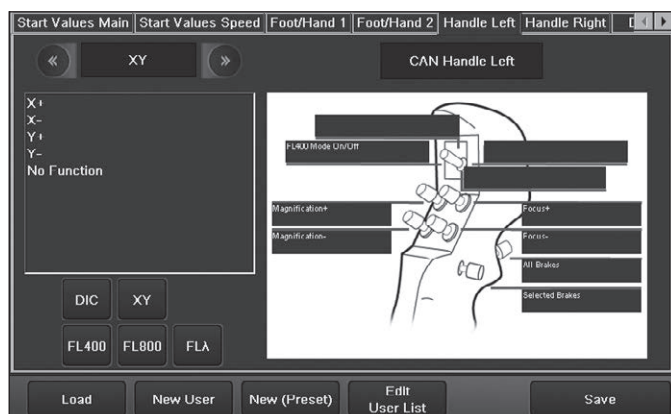 Start Values Main
Start Values Speed
Foot/Hand 1
Foot/Hand 2
Handle Left
Handle Right
«
XY
»
CAN Handle Left
X+
X-
Y+
Y-
No Function
FL400 Mode On/Off
Magnification+
Magnification-
Focus+
Focus-
All Brakes
Selected Brakes
DIC
XY
FL400
FL800
FLλ
Load
New User
New (Preset)
Edit
User List
Save